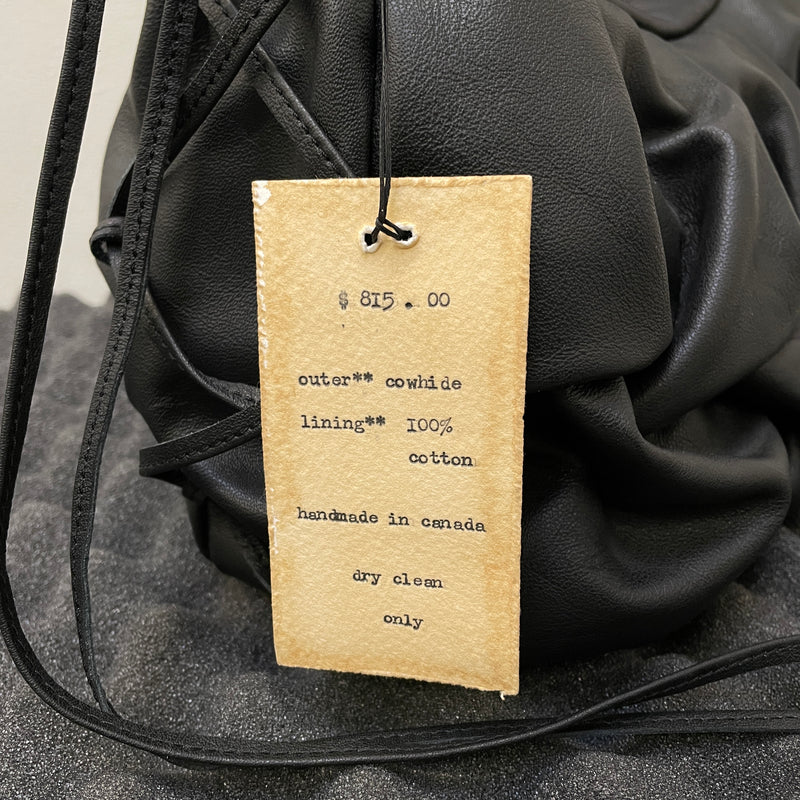 $ 815 . 00
outer** cowhide
lining** 100%
cotton
handmade in canada
dry clean
only